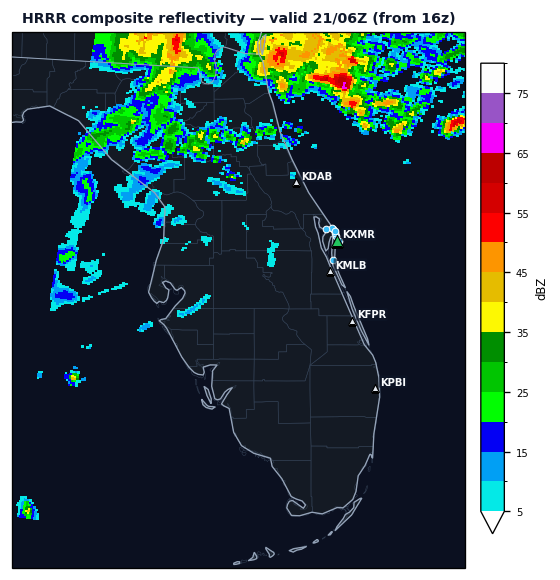 HRRR composite reflectivity — valid 21/06Z (from 16z)
KDAB
KXMR
KMLB
KFPR
KPBI
75
65
55
45
35
25
15
5
dBZ